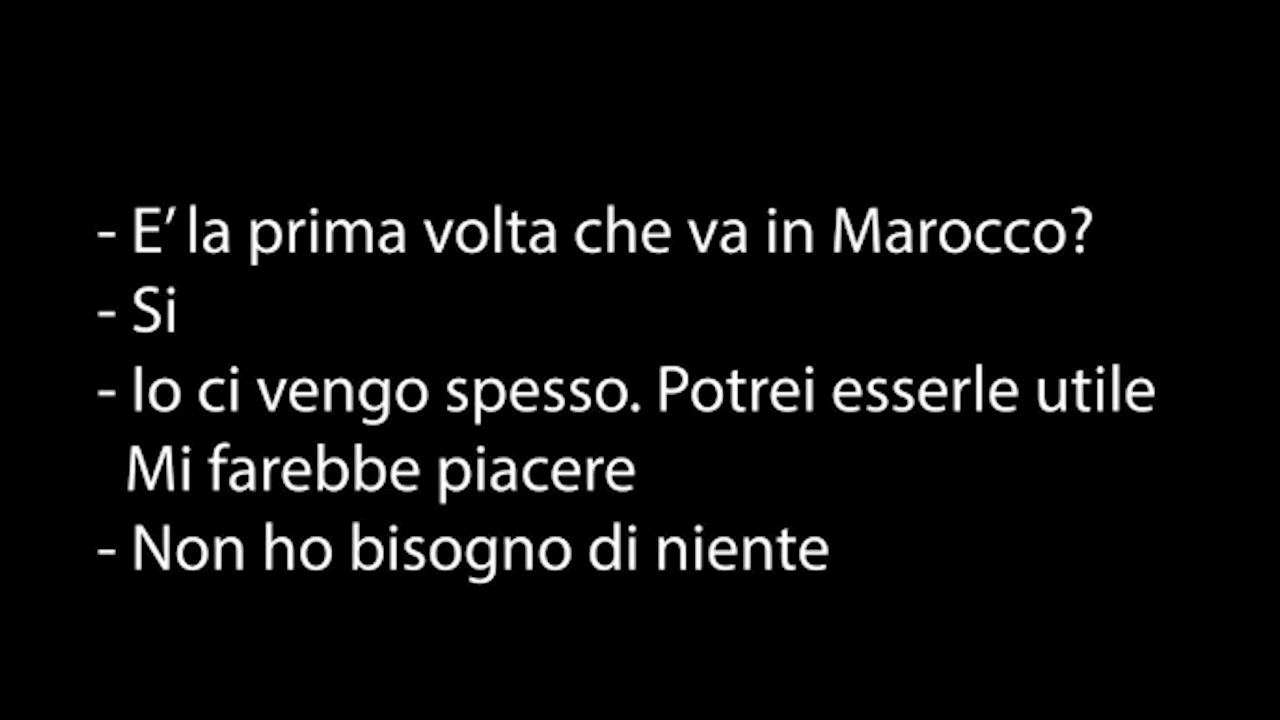 - E’ la prima volta che va in Marocco?
- Si
- Io ci vengo spesso. Potrei esserle utile
Mi farebbe piacere
- Non ho bisogno di niente